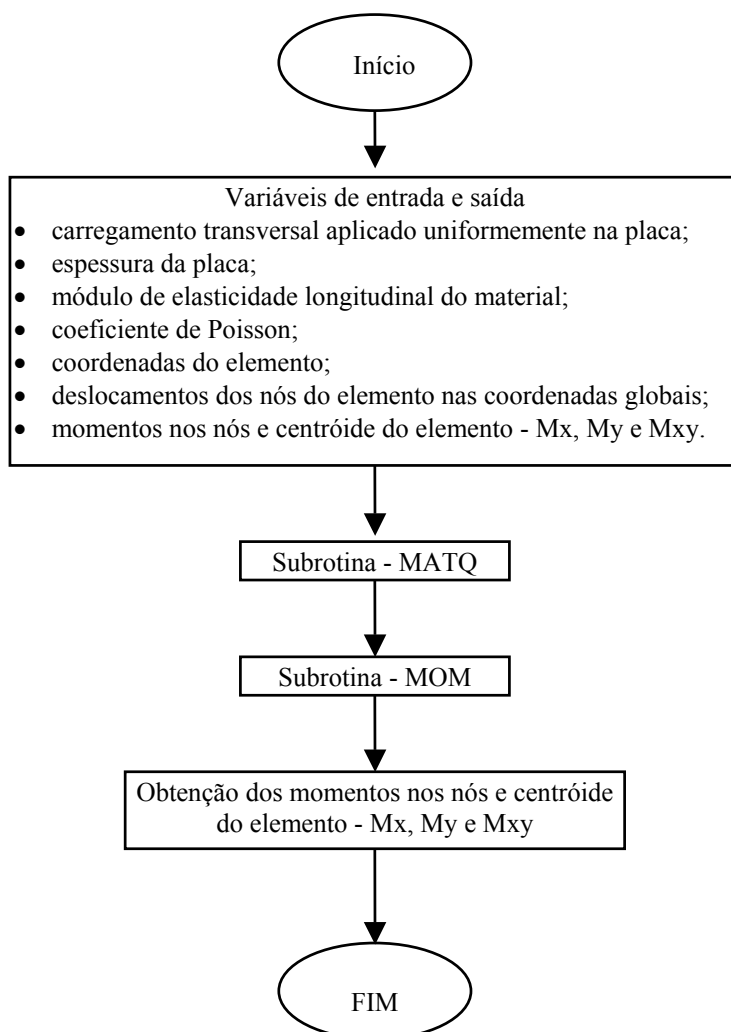 Início
Variáveis de entrada e saída
• carregamento transversal aplicado uniformemente na placa;
• espessura da placa;
• módulo de elasticidade longitudinal do material;
• coeficiente de Poisson;
• coordenadas do elemento;
• deslocamentos dos nós do elemento nas coordenadas globais;
• momentos nos nós e centróide do elemento - Mx, My e Mxy.
Subrotina - MATQ
Subrotina - MOM
Obtenção dos momentos nos nós e centróide
do elemento - Mx, My e Mxy
FIM